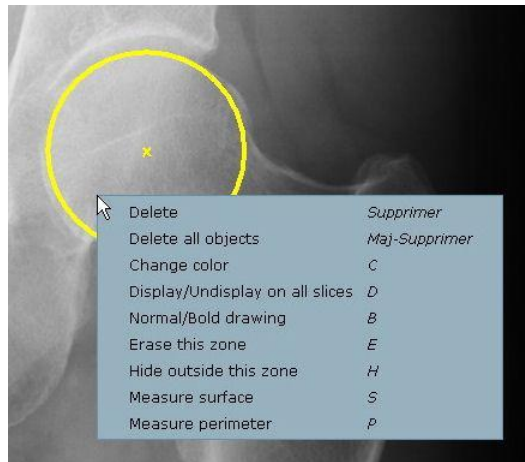 Delete Supprimer
Delete all objects Maj-Supprimer
Change color C
Display/Undisplay on all slices D
Normal/Bold drawing B
Erase this zone E
Hide outside this zone H
Measure surface S
Measure perimeter P